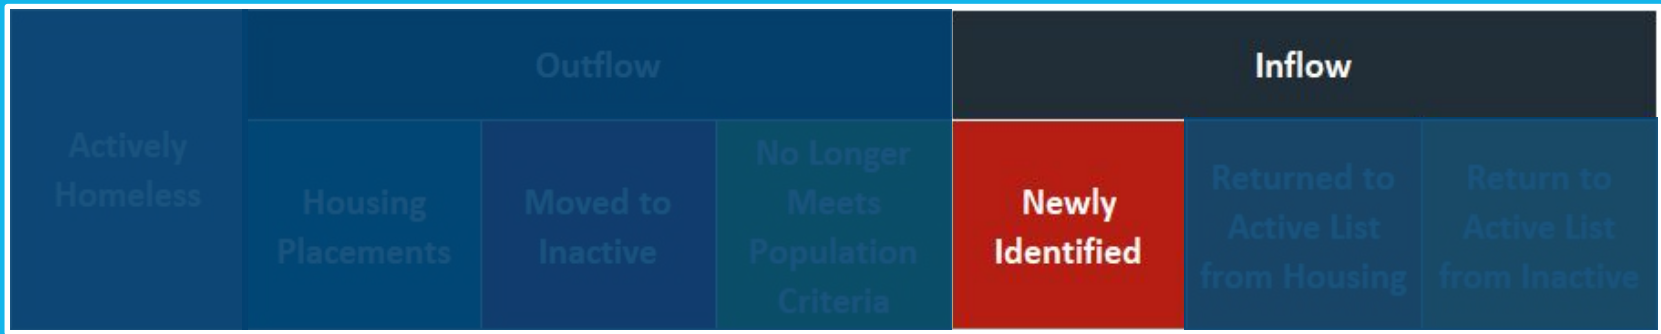 Outflow
Inflow
Actively
Homeless
Housing
Placements
Moved to
Inactive
No Longer
Meets
Population
Criteria
Newly
Identified
Returned to
Active List
from Housing
Return to
Active List
from Inactive